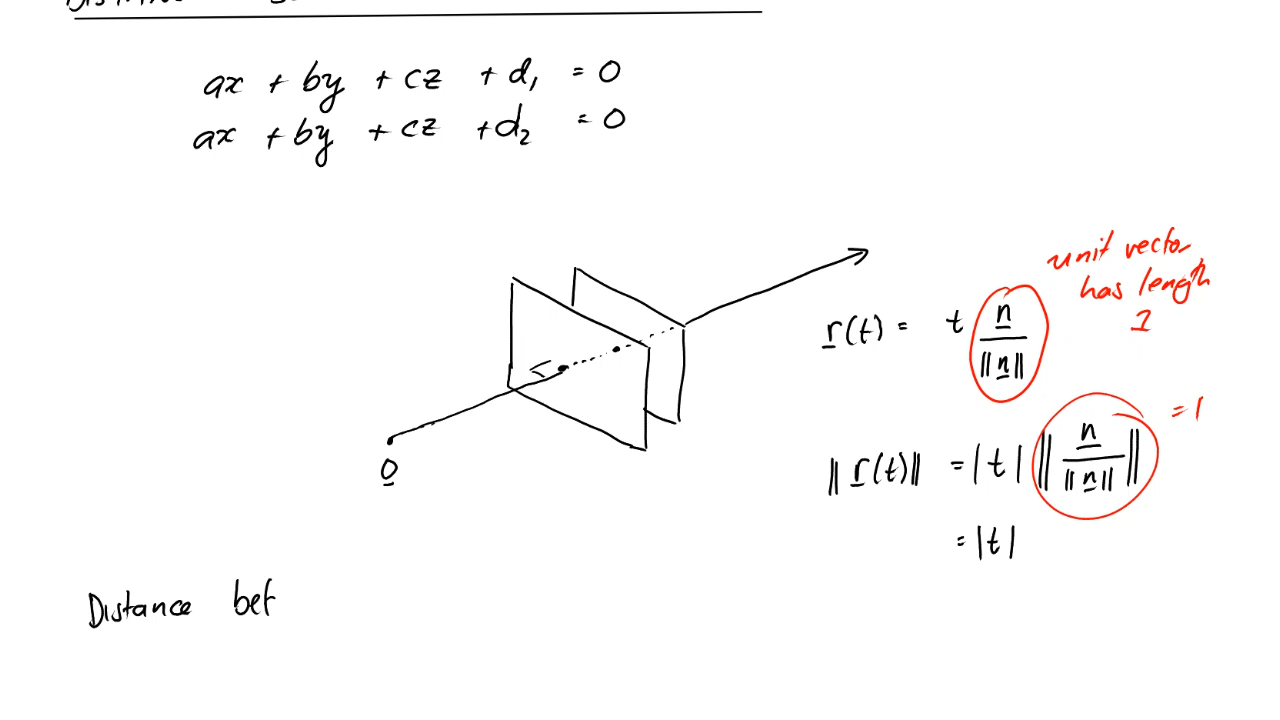 ax + by + cz + d₁ = 0
ax + by + cz + d₂ = 0
unit vector
has length
1
r(t) = t n / ‖n‖
‖r(t)‖ = |t| ‖n / ‖n‖‖ = 1
= |t|
0
Distance bet